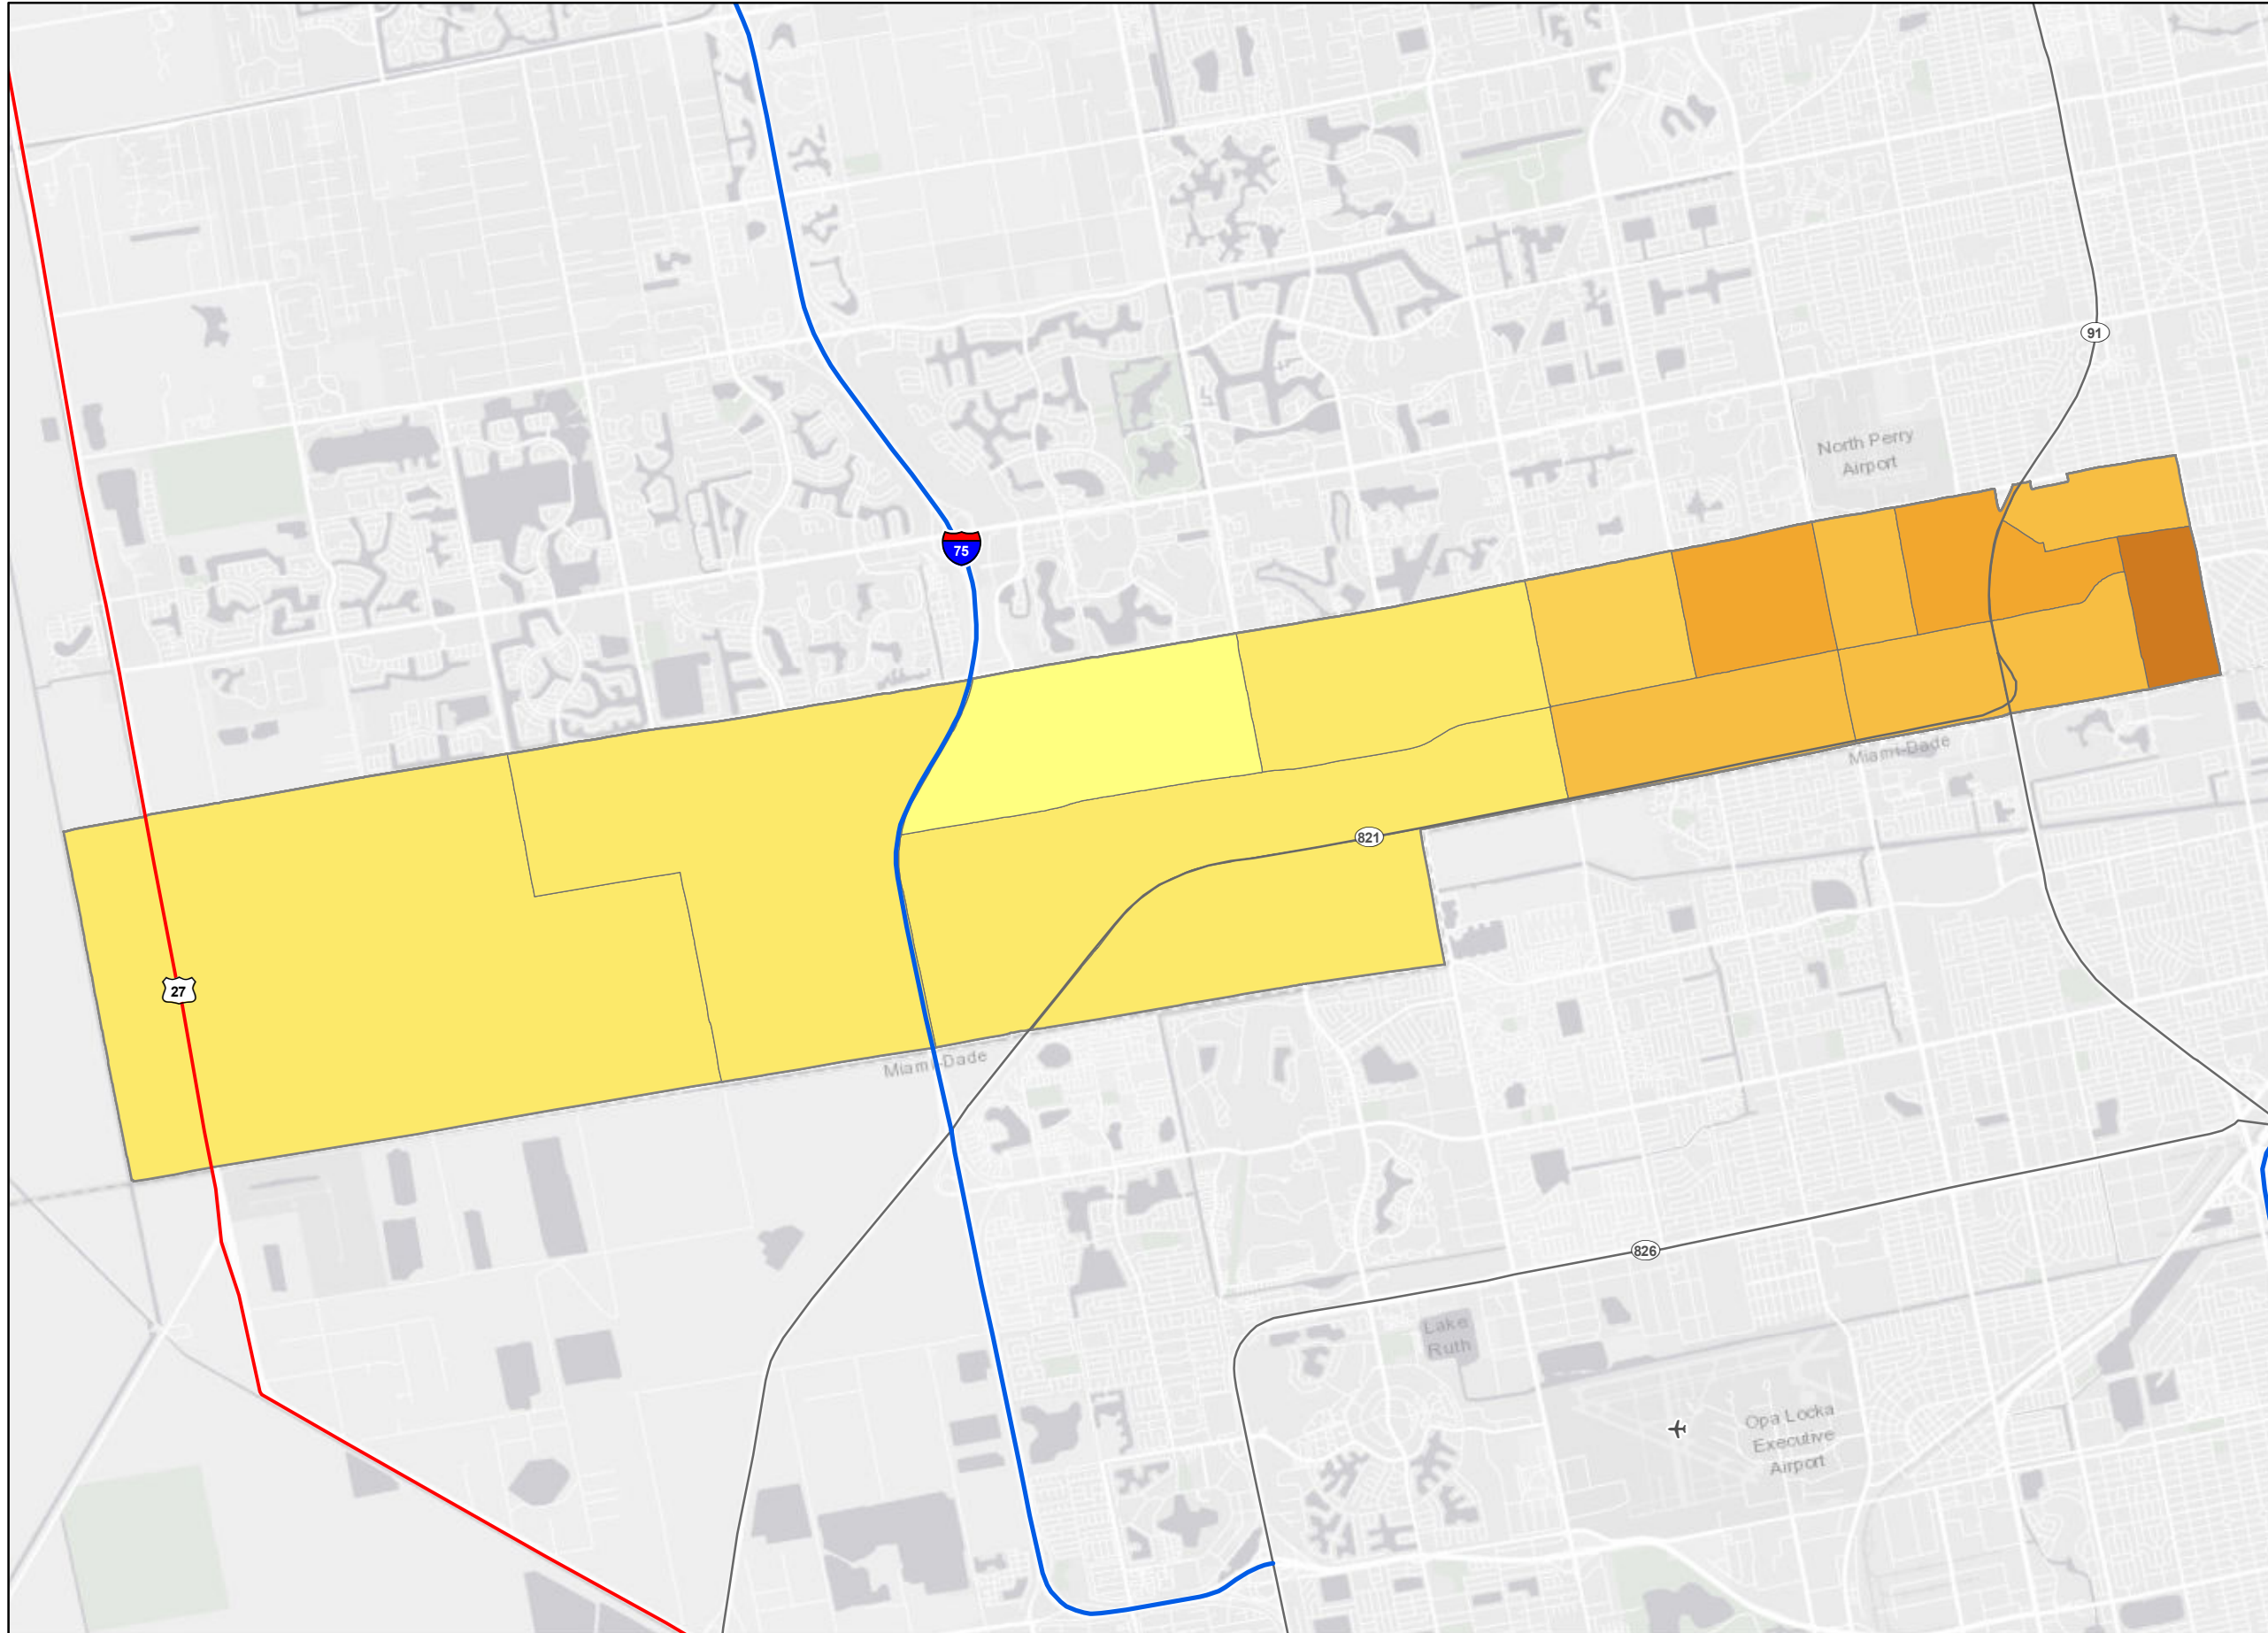 91
North Perry
Airport
75
Miami-Dade
821
27
Miami-Dade
826
Lake
Ruth
Opa Locka
Executive
Airport